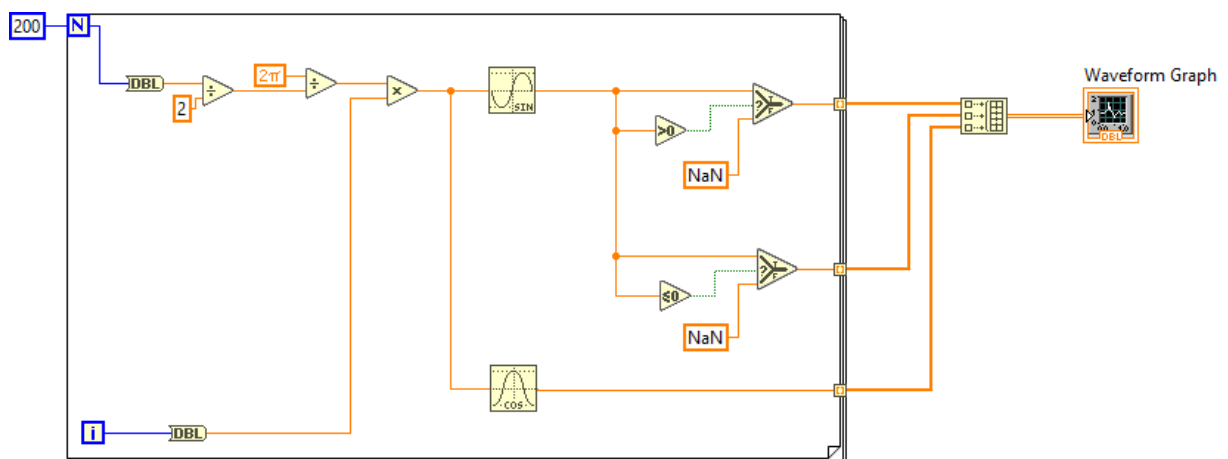 200
N
DBL
÷
2
2π
÷
×
SIN
>0
?
T
F
NaN
≤0
?
T
F
NaN
COS
i
DBL
Waveform Graph
DBL